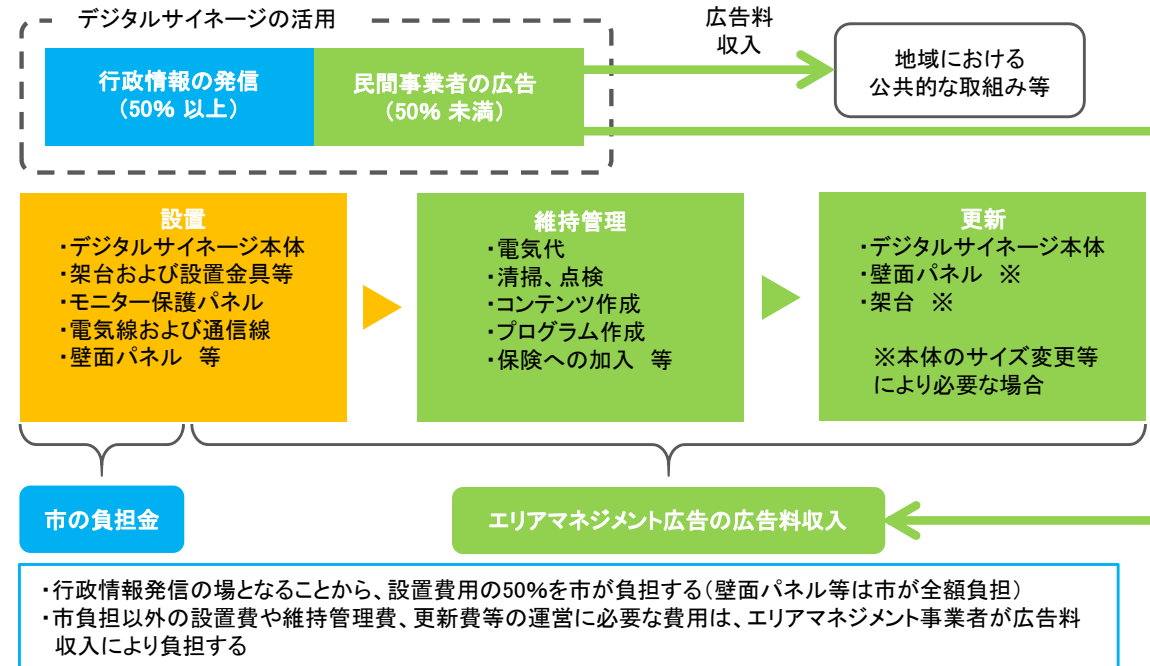 デジタルサイネージの活用
広告料
収入
行政情報の発信
（50％ 以上）
民間事業者の広告
（50％ 未満）
地域における
公共的な取組み等
設置
・デジタルサイネージ本体
・架台および設置金具等
・モニター保護パネル
・電気線および通信線
・壁面パネル　等
維持管理
・電気代
・清掃、点検
・コンテンツ作成
・プログラム作成
・保険への加入　等
更新
・デジタルサイネージ本体
・壁面パネル　※
・架台　※
※本体のサイズ変更等
により必要な場合
市の負担金
エリアマネジメント広告の広告料収入
・行政情報発信の場となることから、設置費用の50％を市が負担する（壁面パネル等は市が全額負担）
・市負担以外の設置費や維持管理費、更新費等の運営に必要な費用は、エリアマネジメント事業者が広告料
収入により負担する